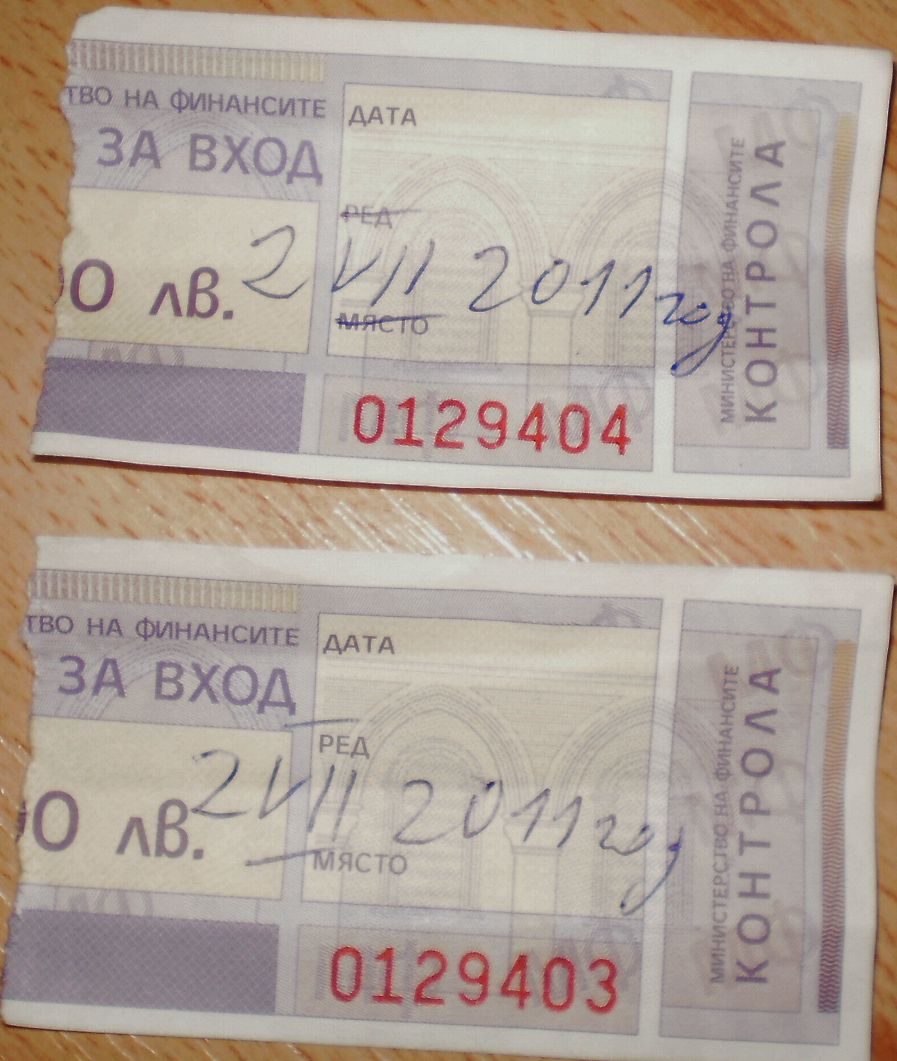 ТВО НА ФИНАНСИТЕ
ЗА ВХОД
0 лв.
ДАТА
РЕД
2 VII 2011 год
МЯСТО
0129404
МИНИСТЕРСТВО НА ФИНАНСИТЕ
КОНТРОЛА
ТВО НА ФИНАНСИТЕ
ЗА ВХОД
0 лв.
ДАТА
РЕД
2 VII 2011 год
МЯСТО
0129403
МИНИСТЕРСТВО НА ФИНАНСИТЕ
КОНТРОЛА